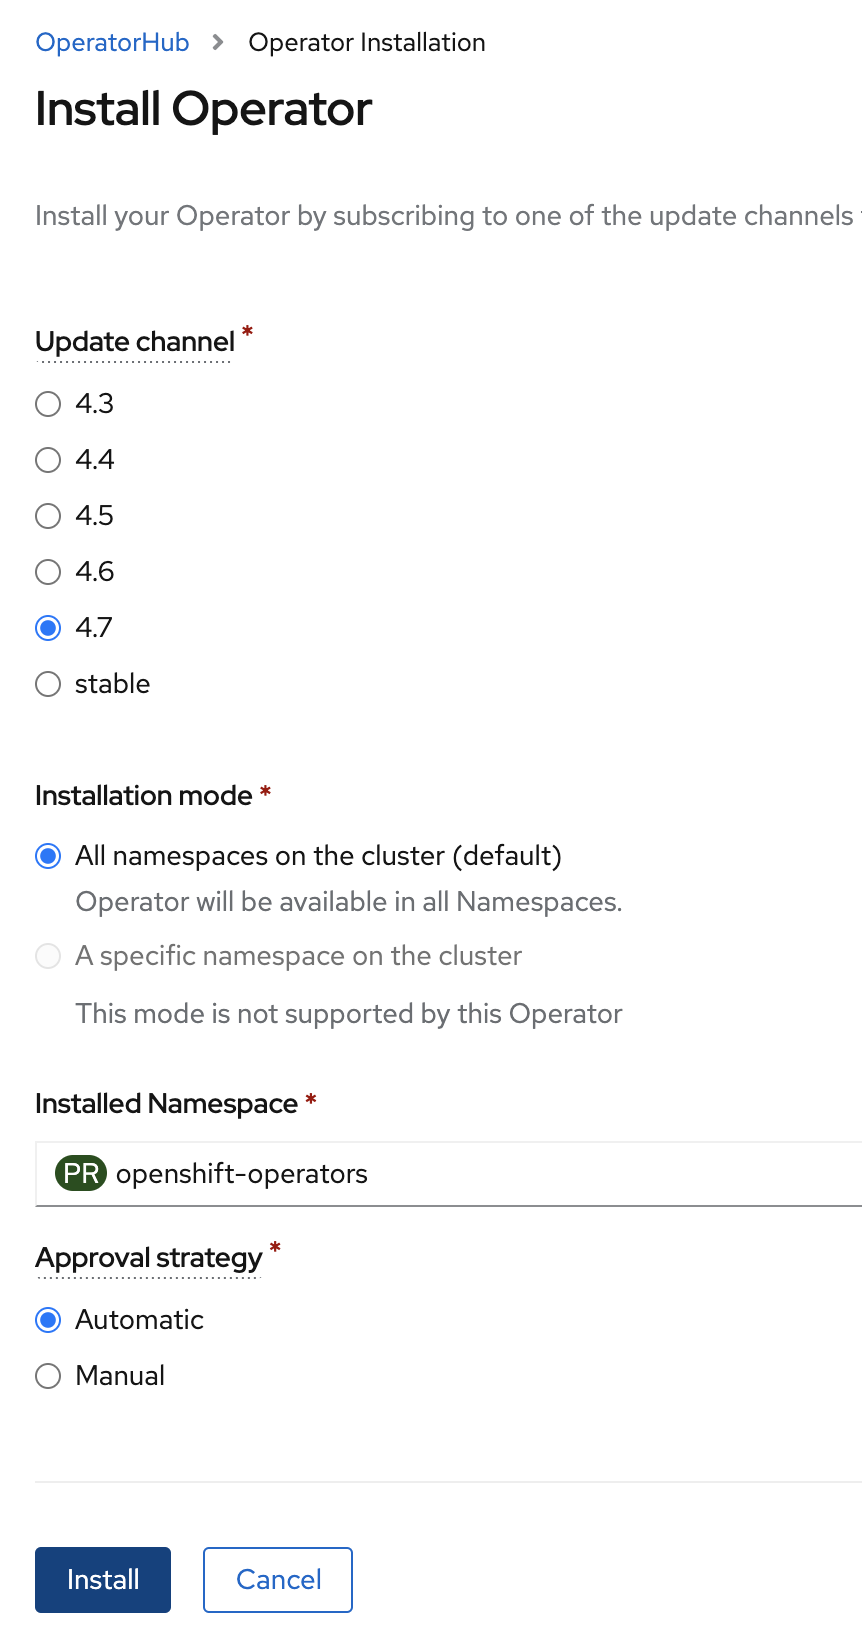 OperatorHub > Operator Installation
Install Operator
Install your Operator by subscribing to one of the update channels
Update channel *
4.3
4.4
4.5
4.6
4.7
stable
Installation mode *
All namespaces on the cluster (default)
Operator will be available in all Namespaces.
A specific namespace on the cluster
This mode is not supported by this Operator
Installed Namespace *
PR openshift-operators
Approval strategy *
Automatic
Manual
Install Cancel